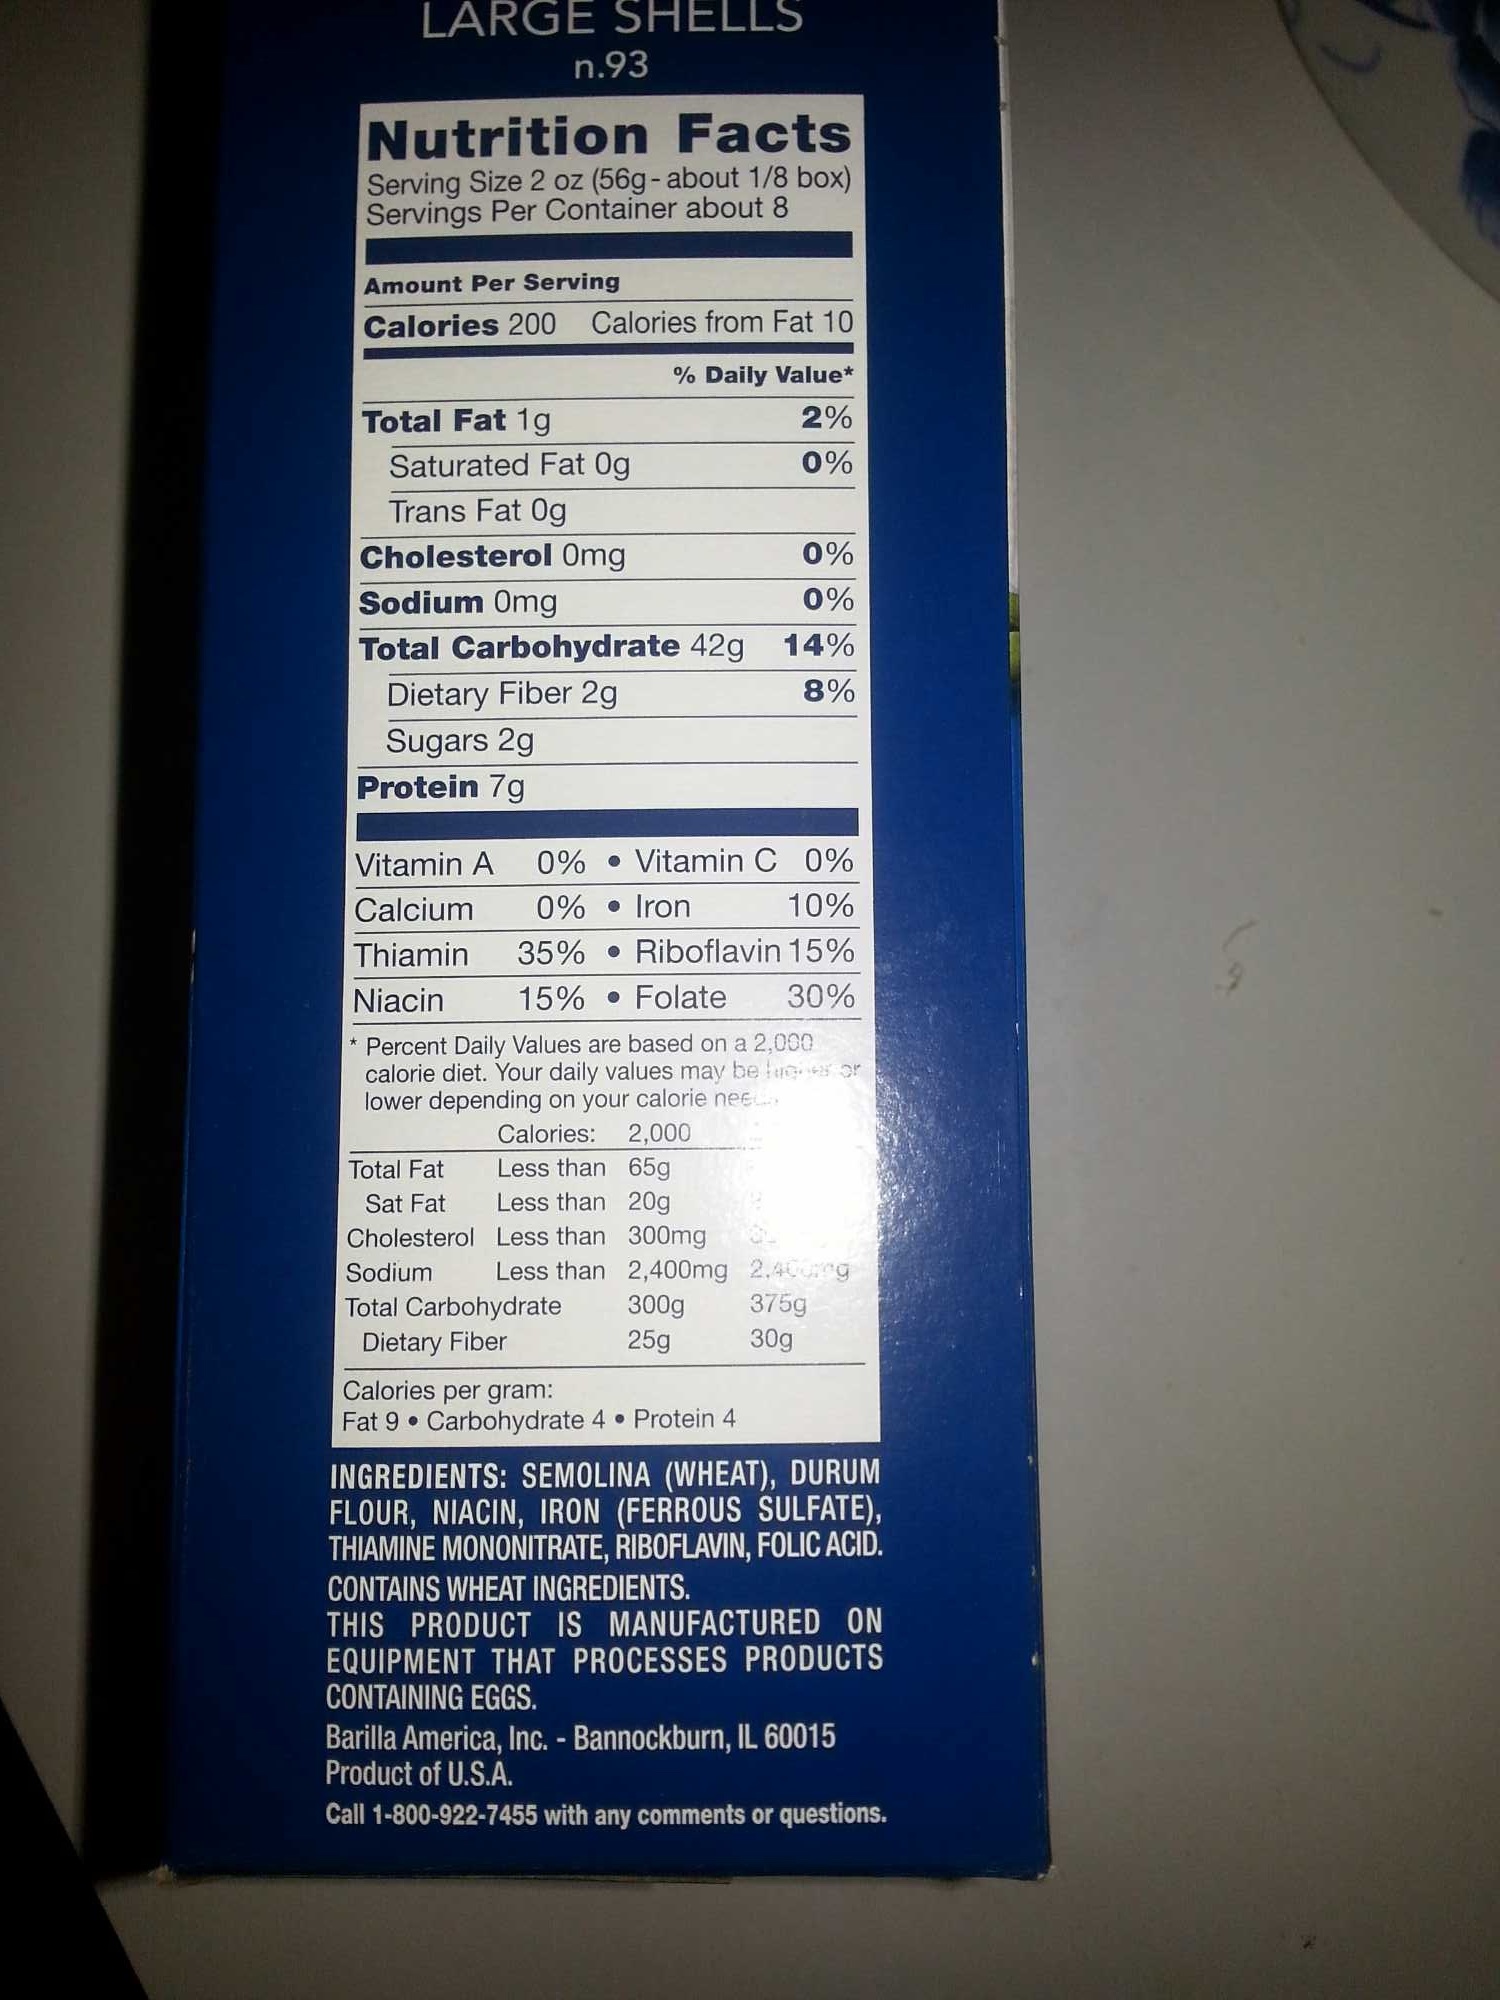 LARGE SHELLS
n.93
Nutrition Facts
Serving Size 2 oz (56g - about 1/8 box)
Servings Per Container about 8
Amount Per Serving
Calories 200 Calories from Fat 10
% Daily Value*
Total Fat 1g 2%
Saturated Fat 0g 0%
Trans Fat 0g
Cholesterol 0mg 0%
Sodium 0mg 0%
Total Carbohydrate 42g 14%
Dietary Fiber 2g 8%
Sugars 2g
Protein 7g
Vitamin A 0% • Vitamin C 0%
Calcium 0% • Iron 10%
Thiamin 35% • Riboflavin 15%
Niacin 15% • Folate 30%
* Percent Daily Values are based on a 2,000
calorie diet. Your daily values may be higher or
lower depending on your calorie
Calories: 2,000
Total Fat Less than 65g
Sat Fat Less than 20g
Cholesterol Less than 300mg
Sodium Less than 2,400mg 2,400mg
Total Carbohydrate 300g 375g
Dietary Fiber 25g 30g
Calories per gram:
Fat 9 • Carbohydrate 4 • Protein 4
INGREDIENTS: SEMOLINA (WHEAT), DURUM
FLOUR, NIACIN, IRON (FERROUS SULFATE),
THIAMINE MONONITRATE, RIBOFLAVIN, FOLIC ACID.
CONTAINS WHEAT INGREDIENTS.
THIS PRODUCT IS MANUFACTURED ON
EQUIPMENT THAT PROCESSES PRODUCTS
CONTAINING EGGS.
Barilla America, Inc. - Bannockburn, IL 60015
Product of U.S.A.
Call 1-800-922-7455 with any comments or questions.